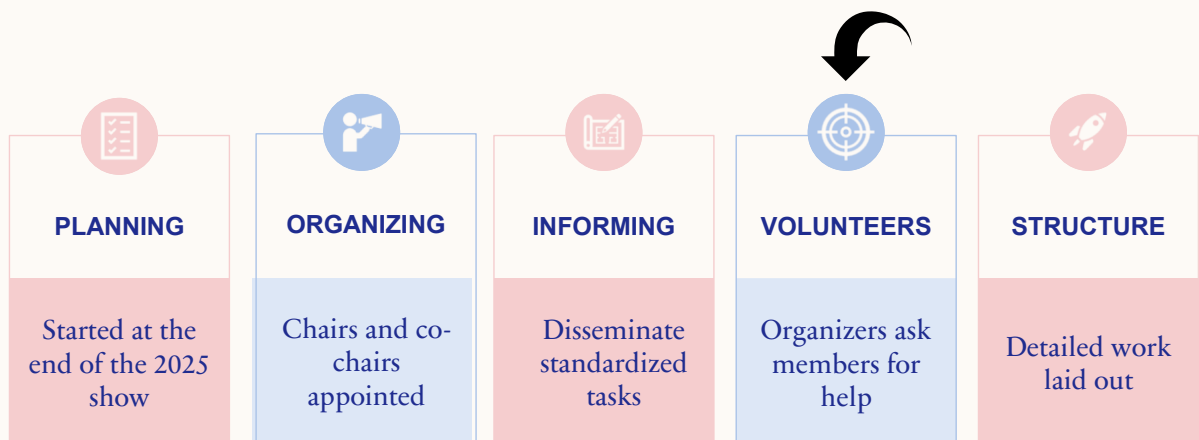 PLANNING
Started at the
end of the 2025
show
ORGANIZING
Chairs and co-
chairs
appointed
INFORMING
Disseminate
standardized
tasks
VOLUNTEERS
Organizers ask
members for
help
STRUCTURE
Detailed work
laid out